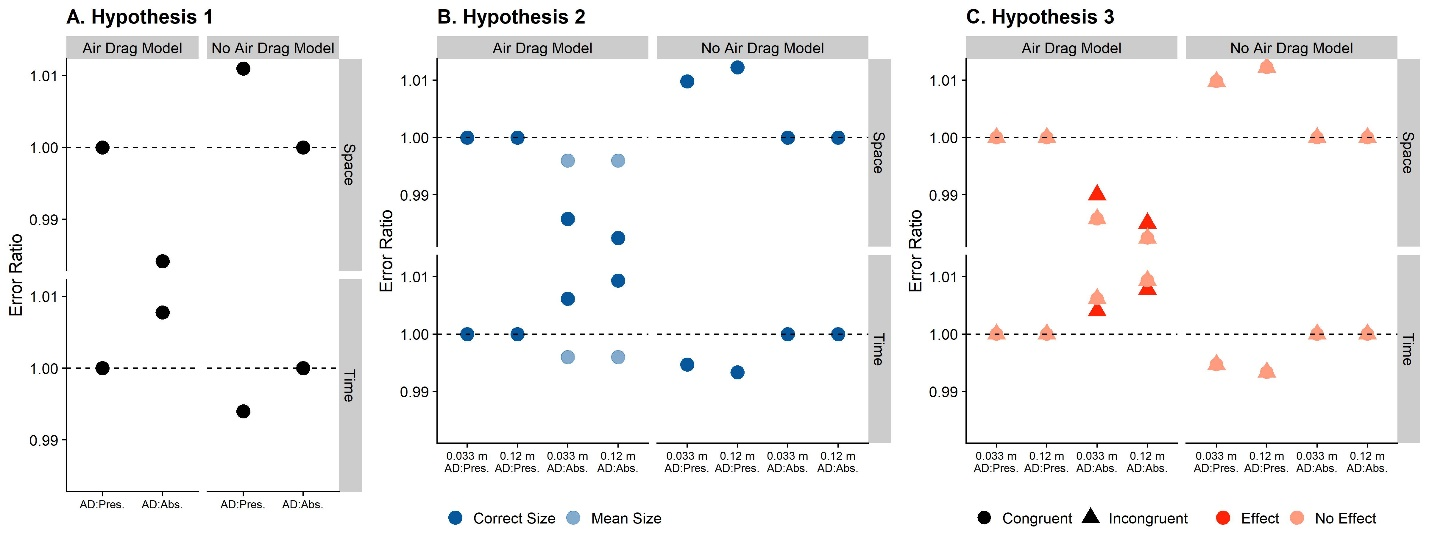 A. Hypothesis 1
Air Drag Model
No Air Drag Model
Error Ratio
1.01
1.00
0.99
Space
1.01
1.00
0.99
Time
AD:Pres.
AD:Abs.
AD:Pres.
AD:Abs.
B. Hypothesis 2
Air Drag Model
No Air Drag Model
Error Ratio
1.01
1.00
0.99
Space
1.01
1.00
0.99
Time
0.033 m
AD:Pres.
0.12 m
AD:Pres.
0.033 m
AD:Abs.
0.12 m
AD:Abs.
0.033 m
AD:Pres.
0.12 m
AD:Pres.
0.033 m
AD:Abs.
0.12 m
AD:Abs.
Correct Size
Mean Size
C. Hypothesis 3
Air Drag Model
No Air Drag Model
Error Ratio
1.01
1.00
0.99
Space
1.01
1.00
0.99
Time
0.033 m
AD:Pres.
0.12 m
AD:Pres.
0.033 m
AD:Abs.
0.12 m
AD:Abs.
0.033 m
AD:Pres.
0.12 m
AD:Pres.
0.033 m
AD:Abs.
0.12 m
AD:Abs.
Congruent
Incongruent
Effect
No Effect